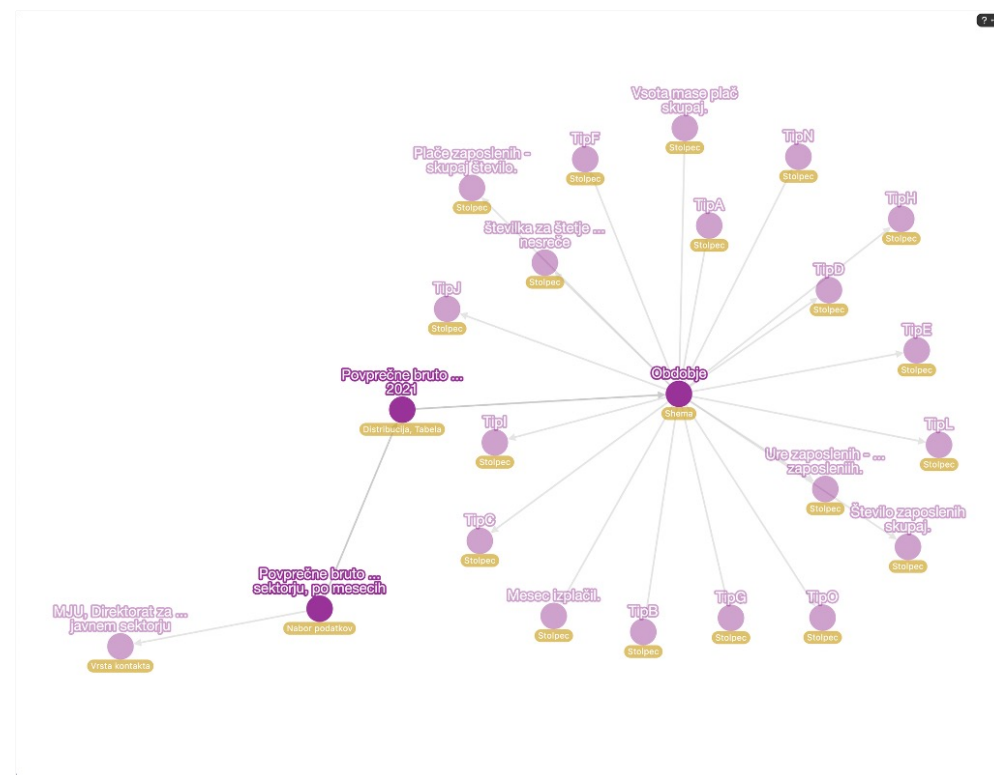 ?
Vsota mase plač
skupaj.
Stolpec
TipF
Stolpec
TipN
Stolpec
Plače zaposlenih -
skupaj število.
Stolpec
TipA
Stolpec
TipH
Stolpec
številka za štetje ...
nesreče
Stolpec
TipD
Stolpec
TipJ
Stolpec
TipE
Stolpec
Povprečne bruto ...
2021
Distribucija, Tabela
Obdobje
Shema
TipI
Stolpec
TipL
Stolpec
Ure zaposlenih - ...
zaposleniih.
Stolpec
Število zaposlenih
skupaj.
Stolpec
TipC
Stolpec
Povprečne bruto ...
sektorju, po mesecih
Nabor podatkov
Mesec izplačil.
Stolpec
TipB
Stolpec
TipG
Stolpec
TipO
Stolpec
MJU, Direktorat za ...
javnem sektorju
Vrsta kontakta